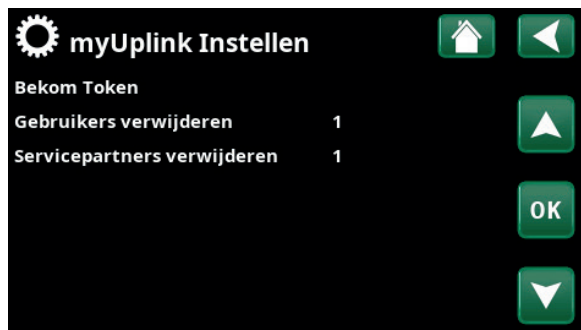 myUplink Instellen
Bekom Token
Gebruikers verwijderen 1
Servicepartners verwijderen 1
OK